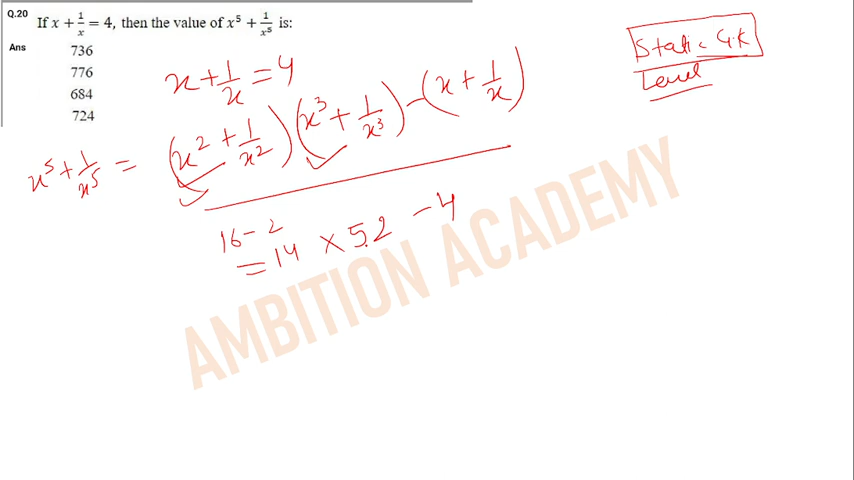 Q.20 If x + 1/x = 4, then the value of x⁵ + 1/x⁵ is:
Ans 736
776
684
724
Static G.K
Level
x + 1/x = 4
x⁵ + 1/x⁵ = (x² + 1/x²)(x³ + 1/x³) - (x + 1/x)
16 - 2
= 14 × 52 - 4
AMBITION ACADEMY